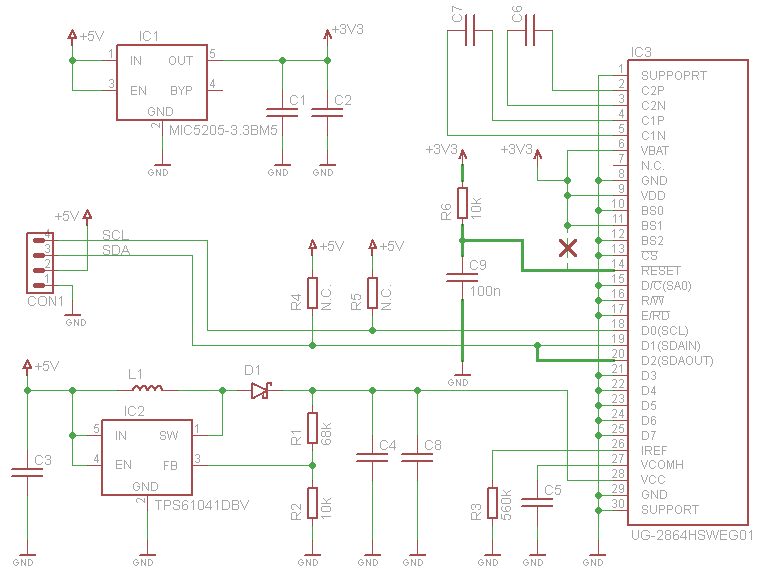 +5V
IC1
1
IN
OUT
5
3
EN
BYP
4
GND
2
MIC5205-3.3BM5
GND
+3V3
C1
C2
GND
GND
C7
C6
IC3
1 SUPPOPRT
2 C2P
3 C2N
4 C1P
5 C1N
6 VBAT
7 N.C.
8 GND
9 VDD
10 BS0
11 BS1
12 BS2
13 CS
14 RESET
15 D/C(SA0)
16 R/W
17 E/RD
18 D0(SCL)
19 D1(SDAIN)
20 D2(SDAOUT)
21 D3
22 D4
23 D5
24 D6
25 D7
26 IREF
27 VCOMH
28 VCC
29 GND
30 SUPPORT
UG-2864HSWEG01
+3V3
+3V3
R6
10k
C9
100n
GND
+5V
SCL
SDA
4
3
2
1
CON1
GND
+5V
+5V
R4
N.C.
R5
N.C.
+5V
L1
D1
IC2
5
IN
SW
1
4
EN
FB
3
GND
2
TPS61041DBV
C3
R1
68k
R2
10k
C4
C8
R3
560k
C5
GND
GND
GND
GND
GND
GND
GND
GND